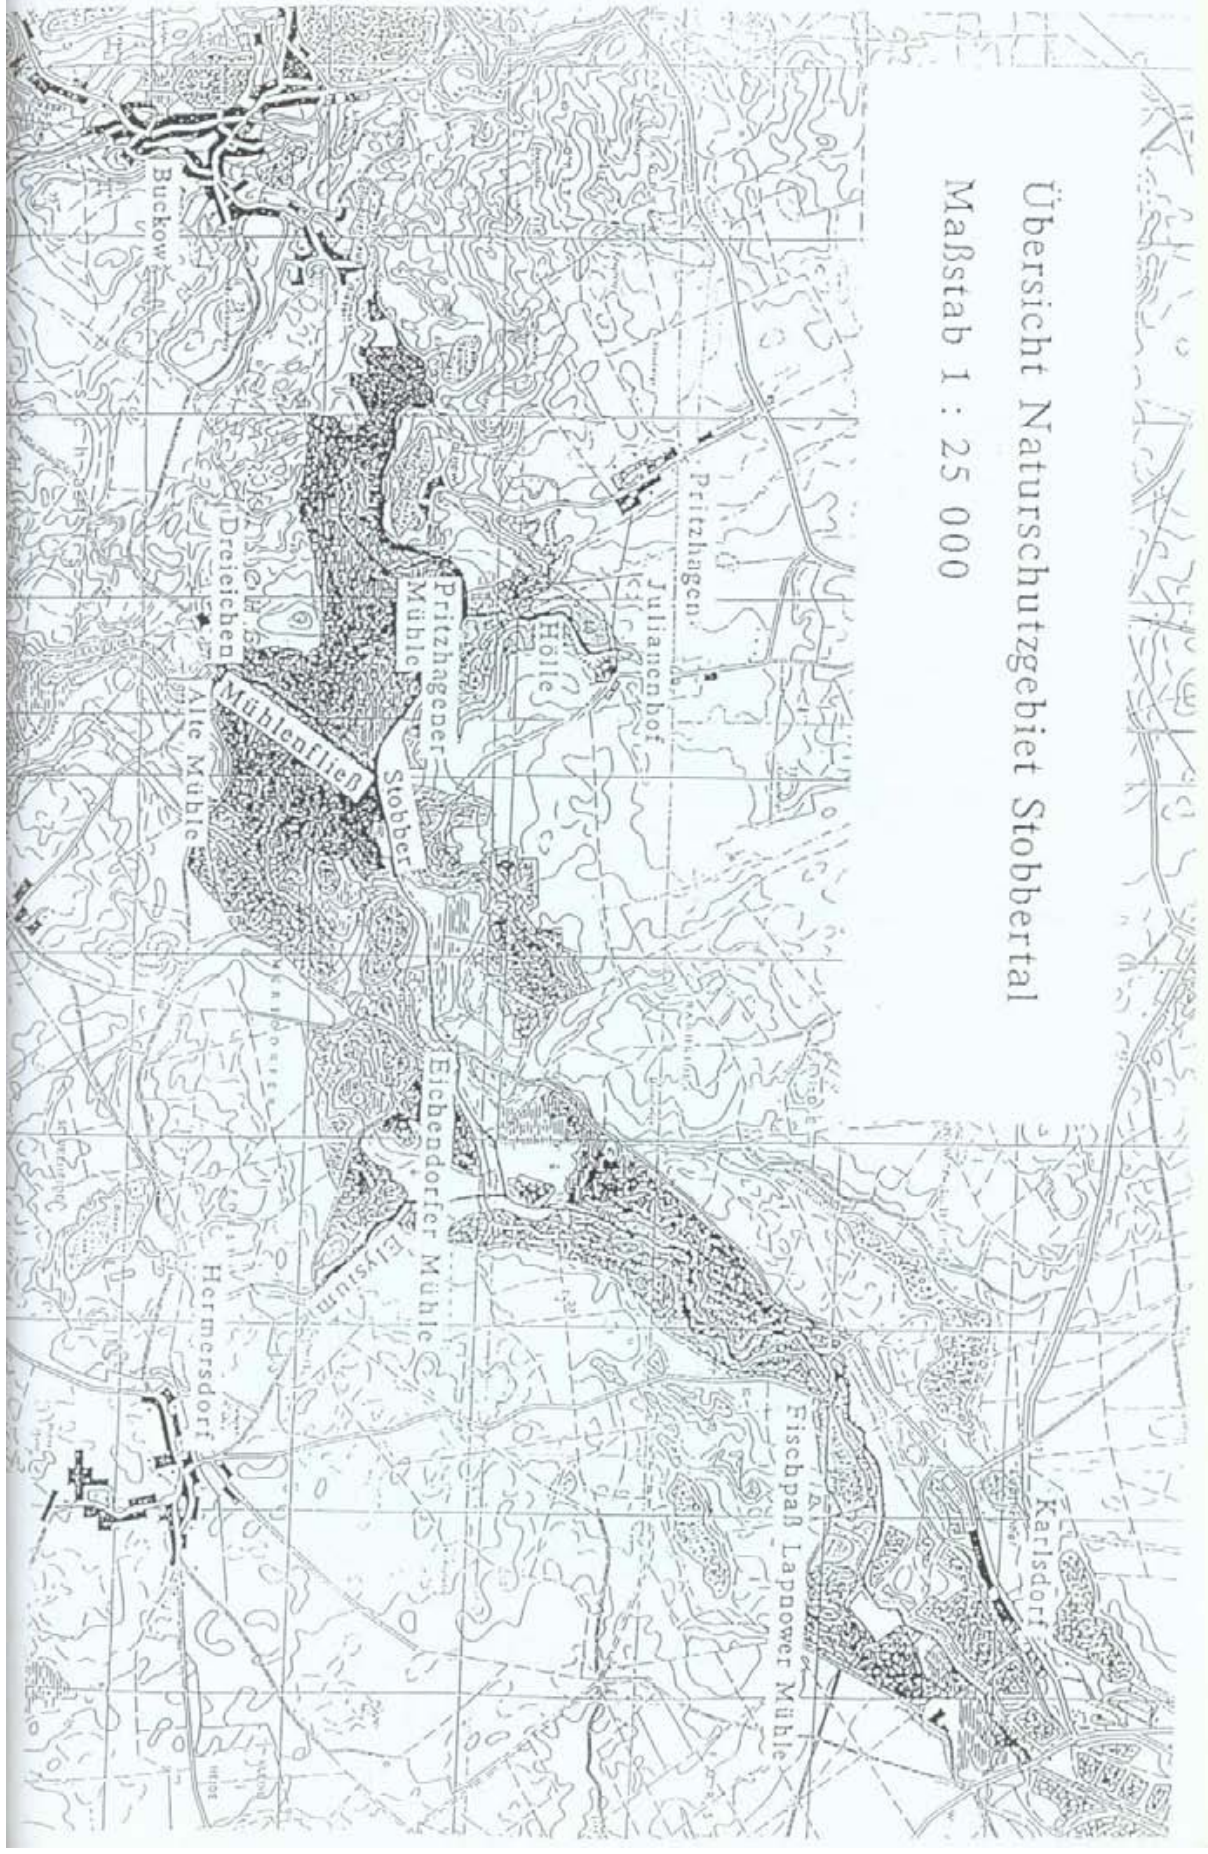 Übersicht Naturschutzgebiet Stobbertal
Maßstab 1 : 25 000
Karlsdorf
Pritzhagen
Julianenhof
Fischpaß Lapnower Mühle
Hölle
Pritzhagener
Mühle
Stobber
Eichendorfer Mühle
Buckow
Dreieichen
Mühlenfließ
Alte Mühle
Elysium
Hermersdorf